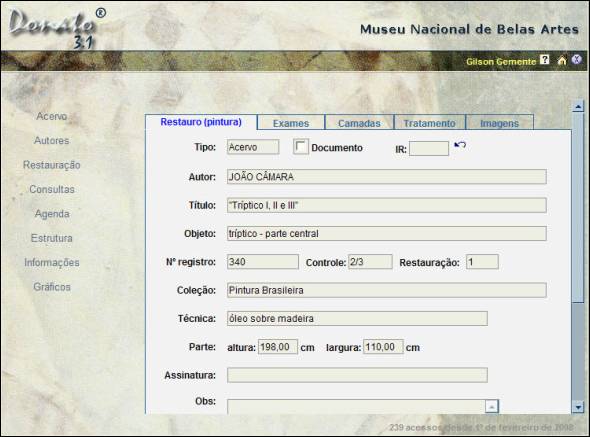 Donato ®
3.1
Museu Nacional de Belas Artes
Gilson Gemente ? X
Acervo
Autores
Restauração
Consultas
Agenda
Estrutura
Informações
Gráficos
Restauro (pintura) Exames Camadas Tratamento Imagens
Tipo: Acervo Documento IR:
Autor: JOÃO CÂMARA
Título: "Tríptico I, II e III"
Objeto: tríptico - parte central
Nº registro: 340 Controle: 2/3 Restauração: 1
Coleção: Pintura Brasileira
Técnica: óleo sobre madeira
Parte: altura: 198,00 cm largura: 110,00 cm
Assinatura:
Obs:
239 acessos desde 1º de fevereiro de 2008